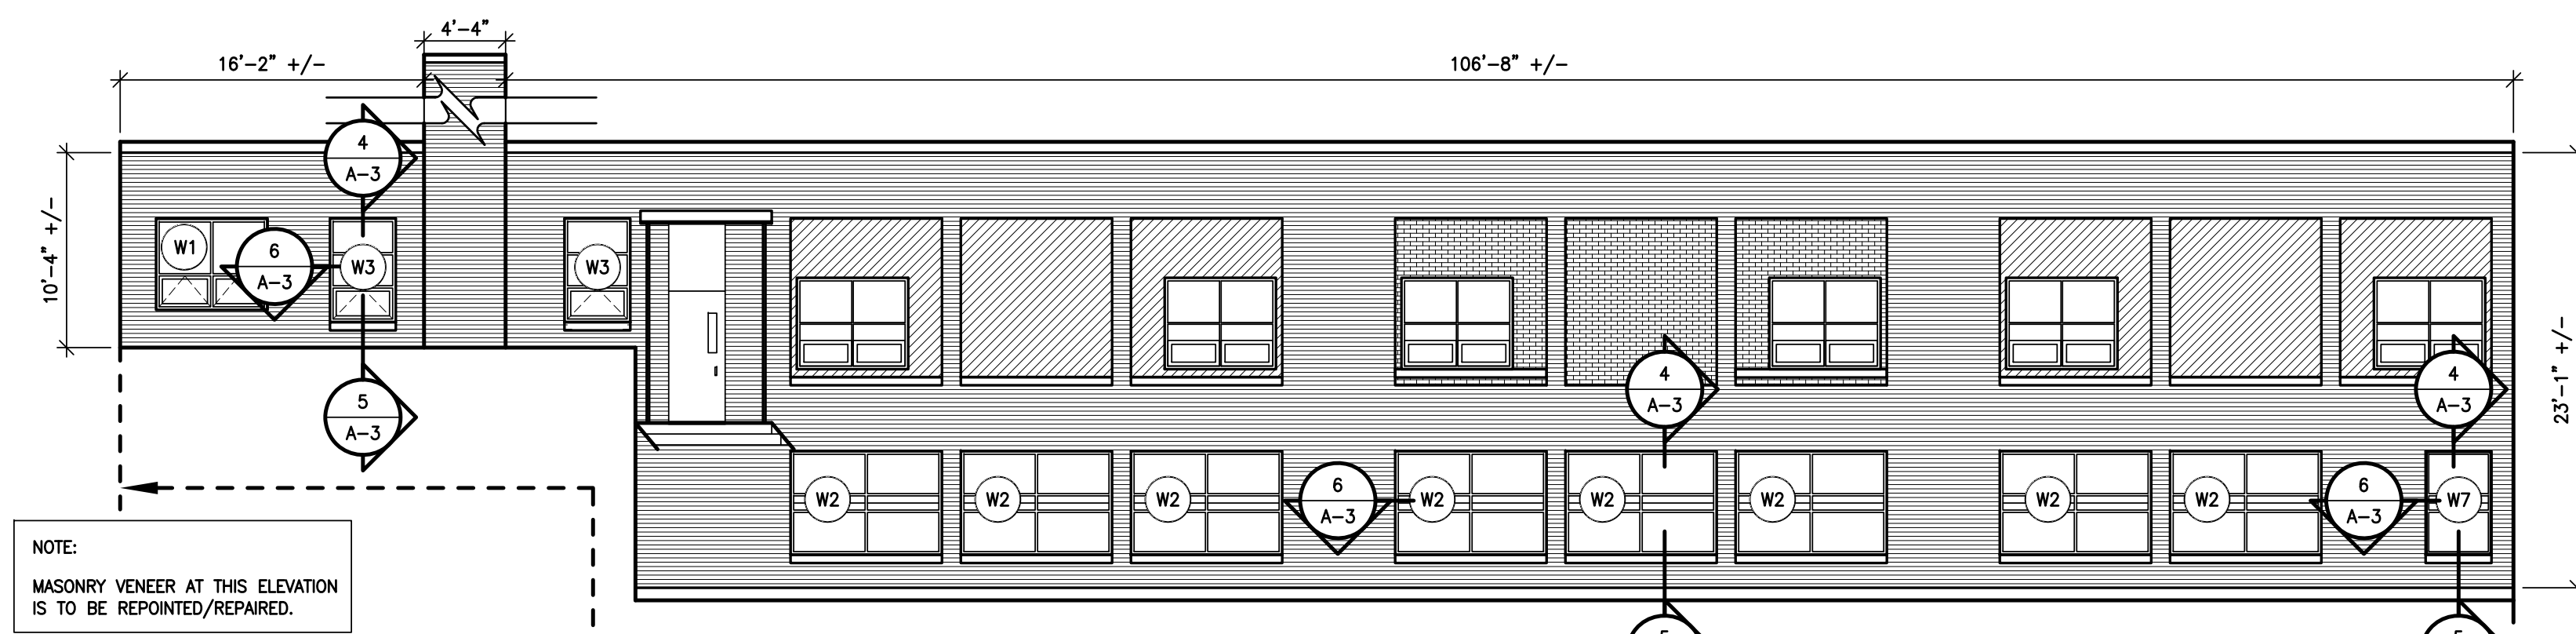 4'-4"
16'-2" +/-
106'-8" +/-
4
A-3
10'-4" +/-
W1
6
A-3
W3
W3
5
A-3
4
A-3
4
A-3
23'-1" +/-
W2
W2
W2
6
A-3
W2
W2
W2
W2
W2
6
A-3
W7
NOTE:
MASONRY VENEER AT THIS ELEVATION
IS TO BE REPOINTED/REPAIRED.